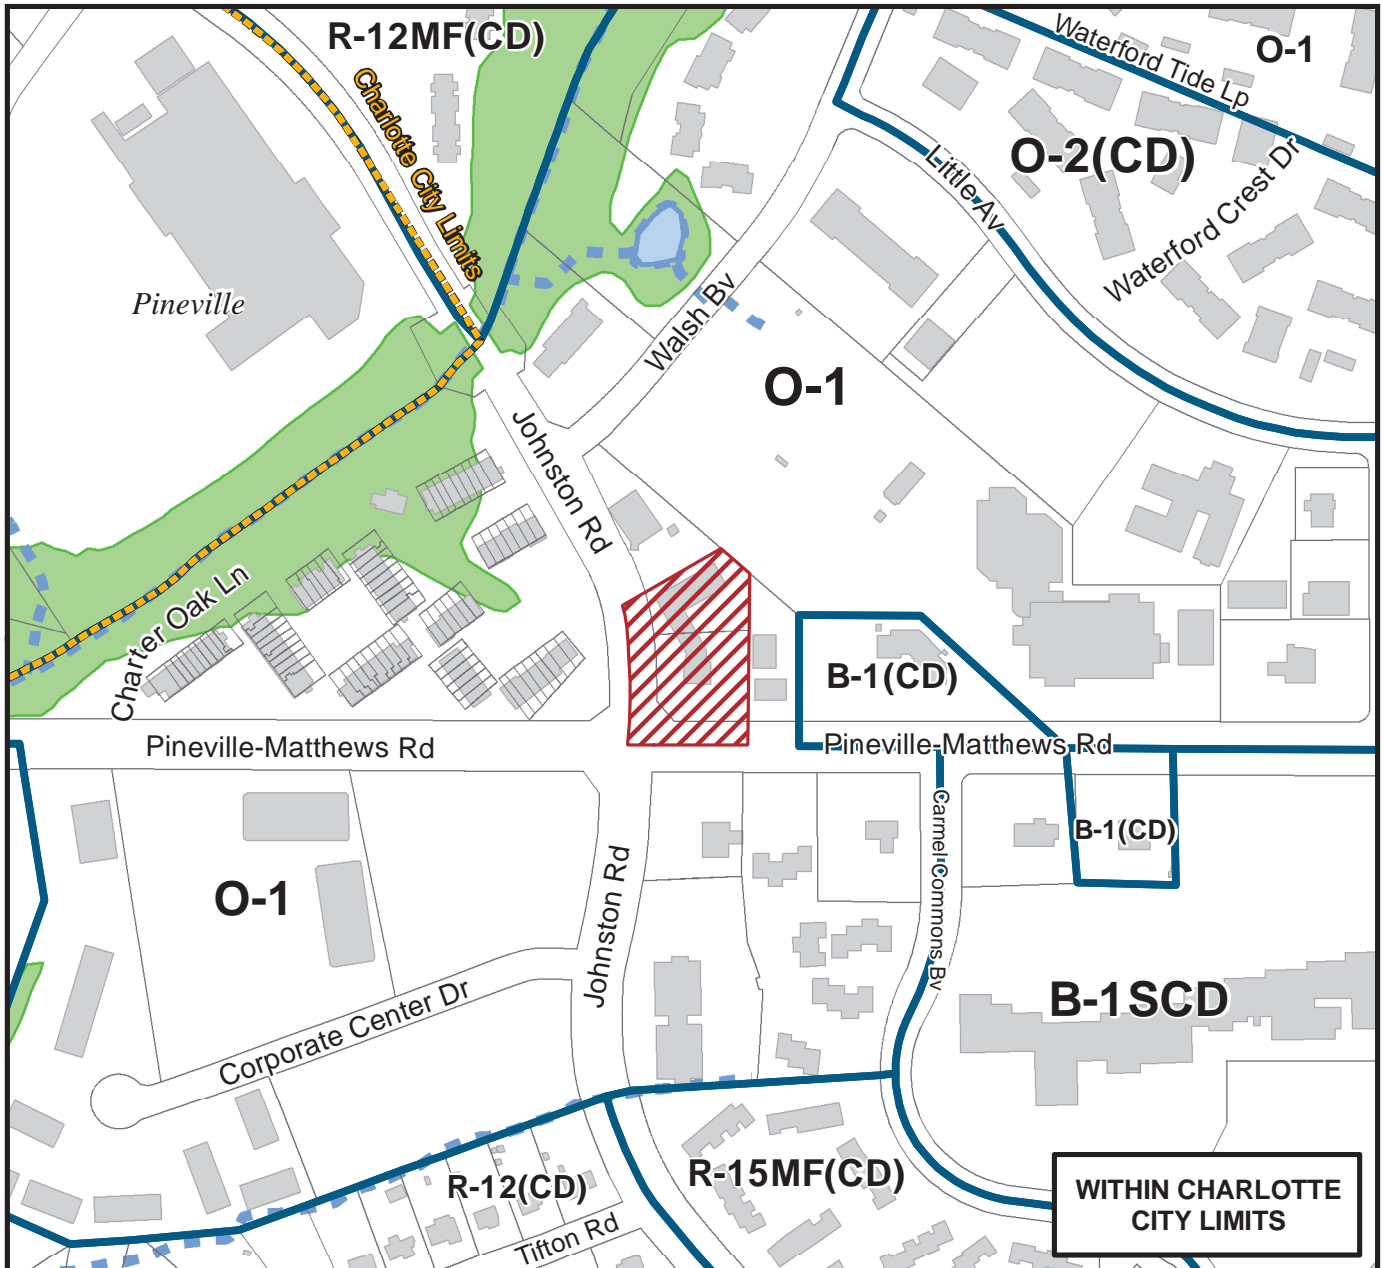 R-12MF(CD)
Waterford Tide Lp
O-1
Charlotte City Limits
O-2(CD)
Little Av
Waterford Crest Dr
Pineville
Walsh Bv
O-1
Johnston Rd
Charter Oak Ln
B-1(CD)
Pineville-Matthews Rd
Pineville-Matthews Rd
Carmel Commons Bv
B-1(CD)
O-1
Johnston Rd
Corporate Center Dr
B-1SCD
R-12(CD)
R-15MF(CD)
Tifton Rd
WITHIN CHARLOTTE
CITY LIMITS